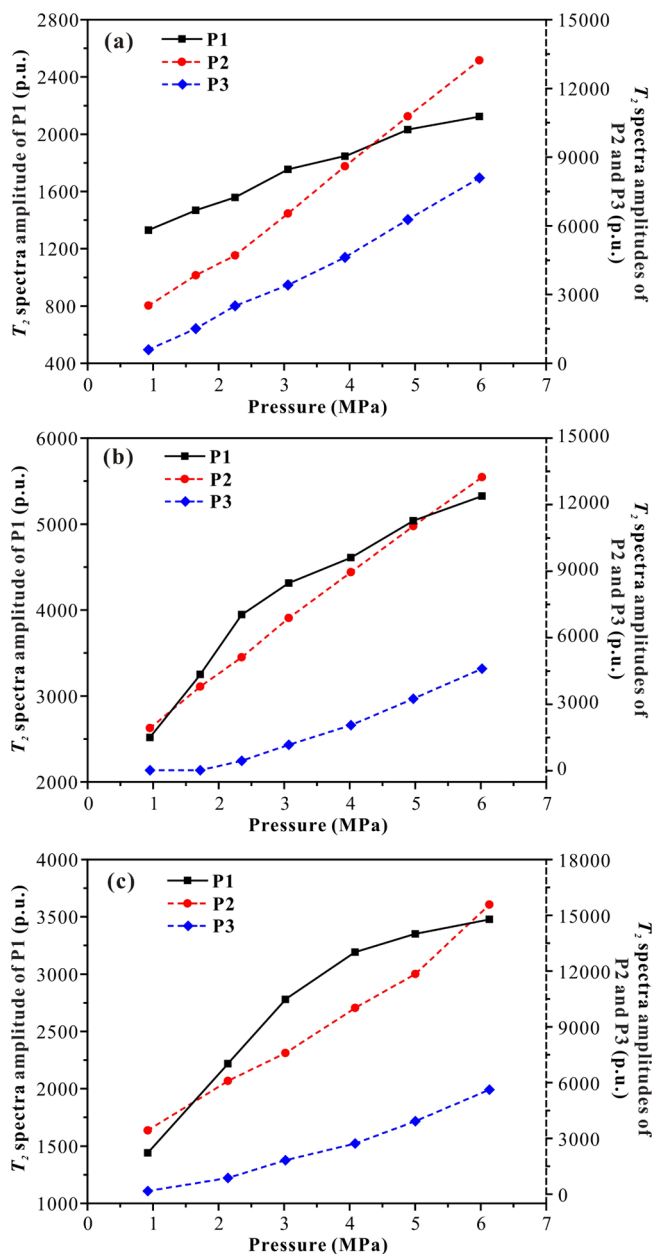 (a)
P1
P2
P3
2800
2400
2000
1600
1200
800
400
T₂ spectra amplitude of P1 (p.u.)
15000
12000
9000
6000
3000
0
T₂ spectra amplitudes of
P2 and P3 (p.u.)
0 1 2 3 4 5 6 7
Pressure (MPa)
(b)
P1
P2
P3
6000
5000
4000
3000
2000
T₂ spectra amplitude of P1 (p.u.)
15000
12000
9000
6000
3000
0
T₂ spectra amplitudes of
P2 and P3 (p.u.)
0 1 2 3 4 5 6 7
Pressure (MPa)
(c)
P1
P2
P3
4000
3500
3000
2500
2000
1500
1000
T₂ spectra amplitude of P1 (p.u.)
18000
15000
12000
9000
6000
3000
0
T₂ spectra amplitudes of
P2 and P3 (p.u.)
0 1 2 3 4 5 6 7
Pressure (MPa)